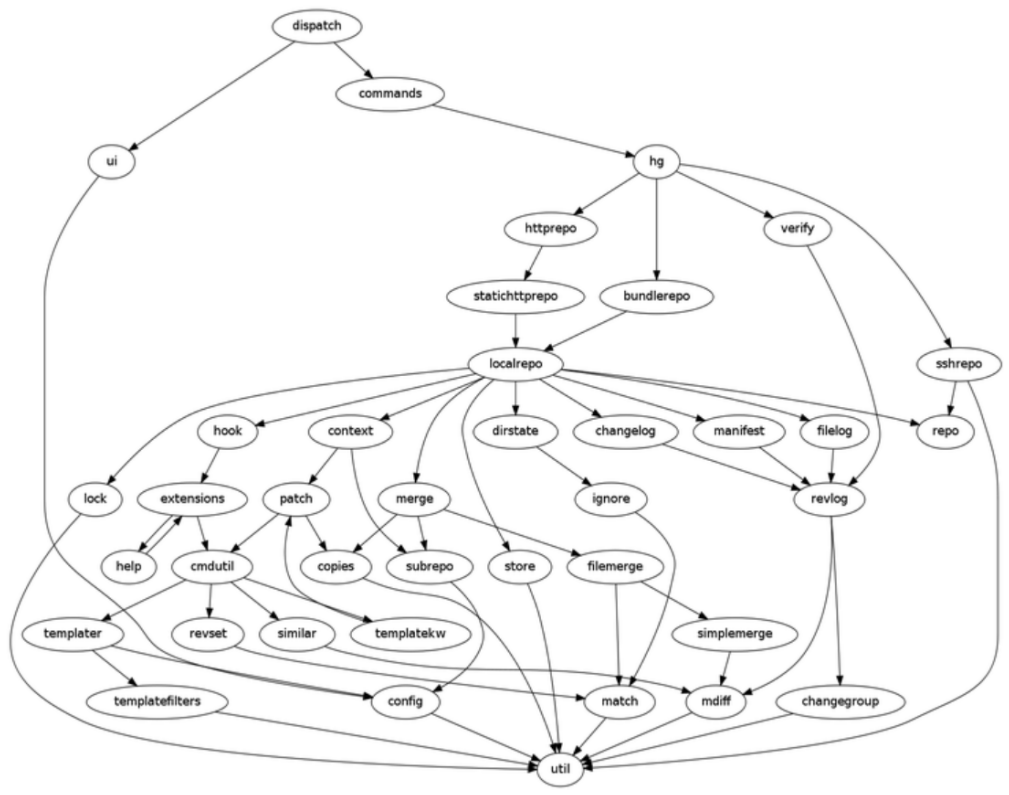 dispatch
commands
ui
hg
httprepo
verify
statichttprepo
bundlerepo
localrepo
sshrepo
hook
context
dirstate
changelog
manifest
filelog
repo
lock
extensions
patch
merge
ignore
revlog
help
cmdutil
copies
subrepo
store
filemerge
templater
revset
similar
templatekw
simplemerge
templatefilters
config
match
mdiff
changegroup
util